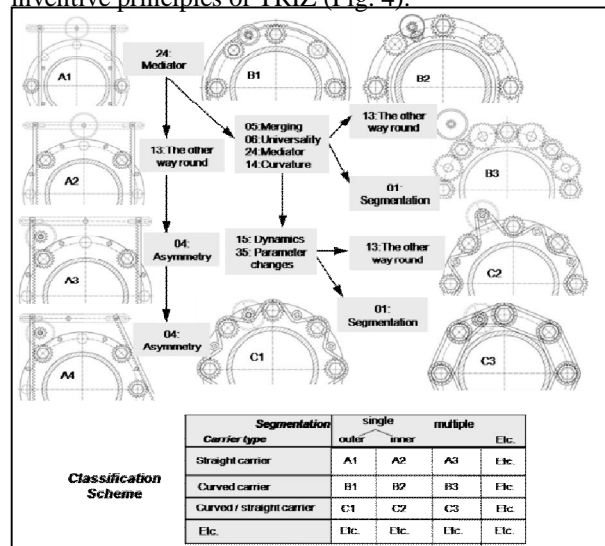 inventive principles of TRIZ (Fig. 4).
A1
24:
Mediator
B1
B2
13:The other
way round
05:Merging
06:Universality
24:Mediator
14:Curvature
13:The other
way round
A2
01:
Segmentation
B3
A3
04:
Asymmetry
15: Dynamics
35: Parameter
changes
13:The other
way round
C2
A4
04:
Asymmetry
C1
01:
Segmentation
C3
Classification
Scheme
Segmentation single multiple
Carrier type outer inner Etc.
Straight carrier A1 A2 A3 Etc.
Curved carrier B1 B2 B3 Etc.
Curved / straight carrier C1 C2 C3 Etc.
Etc. Etc. Etc. Etc. Etc.